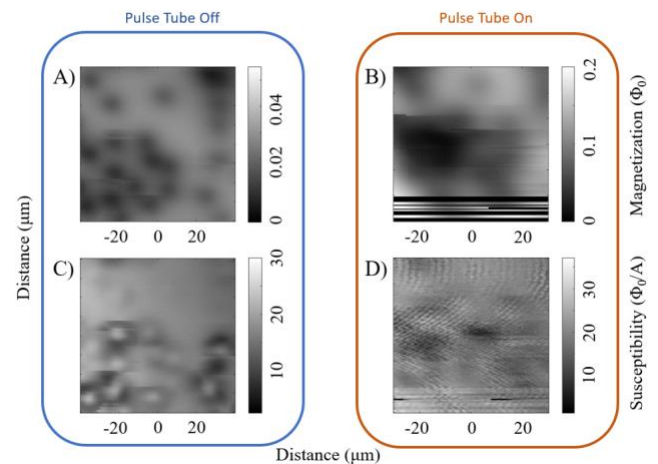 Pulse Tube Off
Pulse Tube On
A)
0.04
0.02
0
-20 0 20
B)
0.2
0.1
0
-20 0 20
Magnetization (Φ₀)
Distance (μm)
C)
30
20
10
-20 0 20
D)
30
20
10
-20 0 20
Susceptibility (Φ₀/A)
Distance (μm)